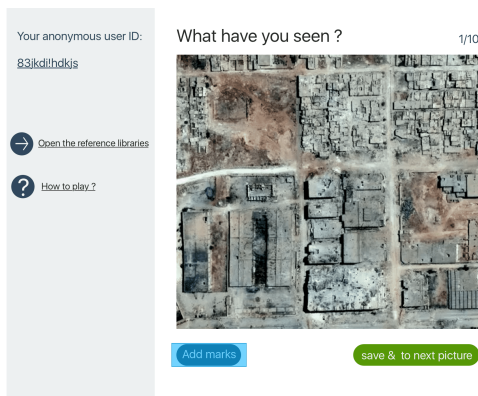 Your anonymous user ID:
83jkdi!hdkjs
Open the reference libraries
How to play ?
What have you seen ?
1/10
Add marks
save &  to next picture